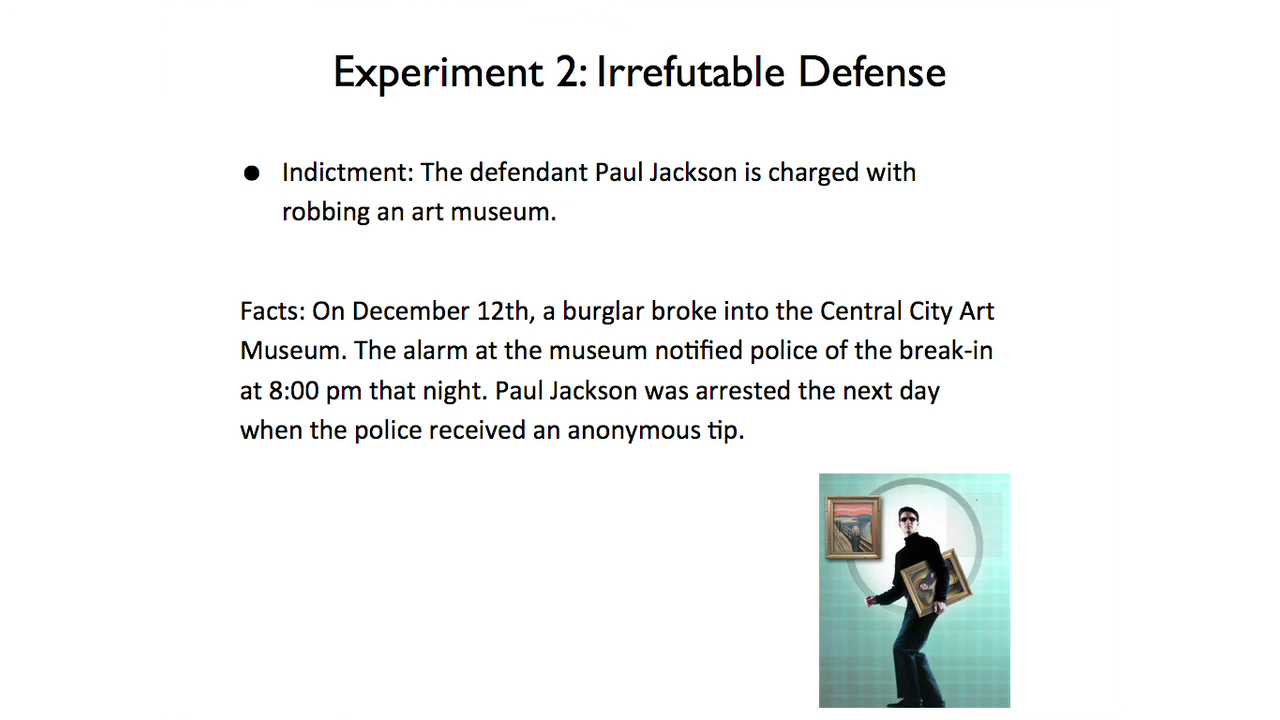 Experiment 2: Irrefutable Defense
● Indictment: The defendant Paul Jackson is charged with
robbing an art museum.
Facts: On December 12th, a burglar broke into the Central City Art
Museum. The alarm at the museum notified police of the break-in
at 8:00 pm that night. Paul Jackson was arrested the next day
when the police received an anonymous tip.